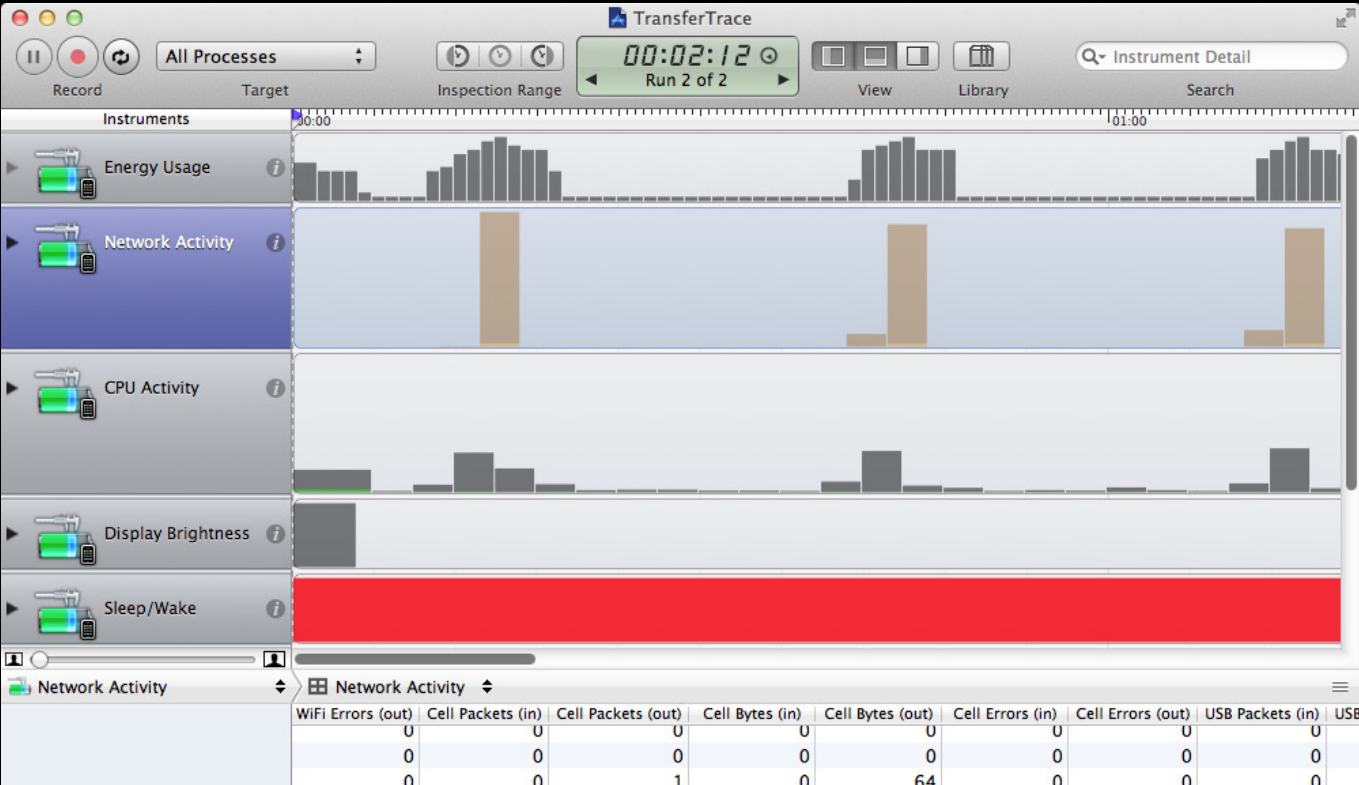 TransferTrace
All Processes
00:02:12
Run 2 of 2
Instrument Detail
Record
Target
Inspection Range
View
Library
Search
Instruments
00:00
01:00
Energy Usage
Network Activity
CPU Activity
Display Brightness
Sleep/Wake
Network Activity
Network Activity
WiFi Errors (out) Cell Packets (in) Cell Packets (out) Cell Bytes (in) Cell Bytes (out) Cell Errors (in) Cell Errors (out) USB Packets (in) USB
0 0 0 0 0 0 0 0
0 0 0 0 0 0 0 0
0 0 1 0 64 0 0 0